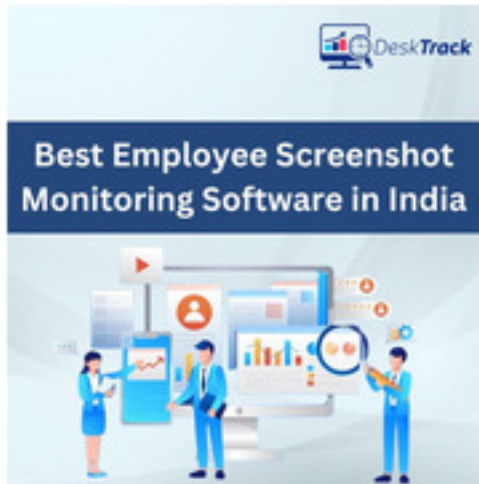 DeskTrack
Best Employee Screenshot
Monitoring Software in India